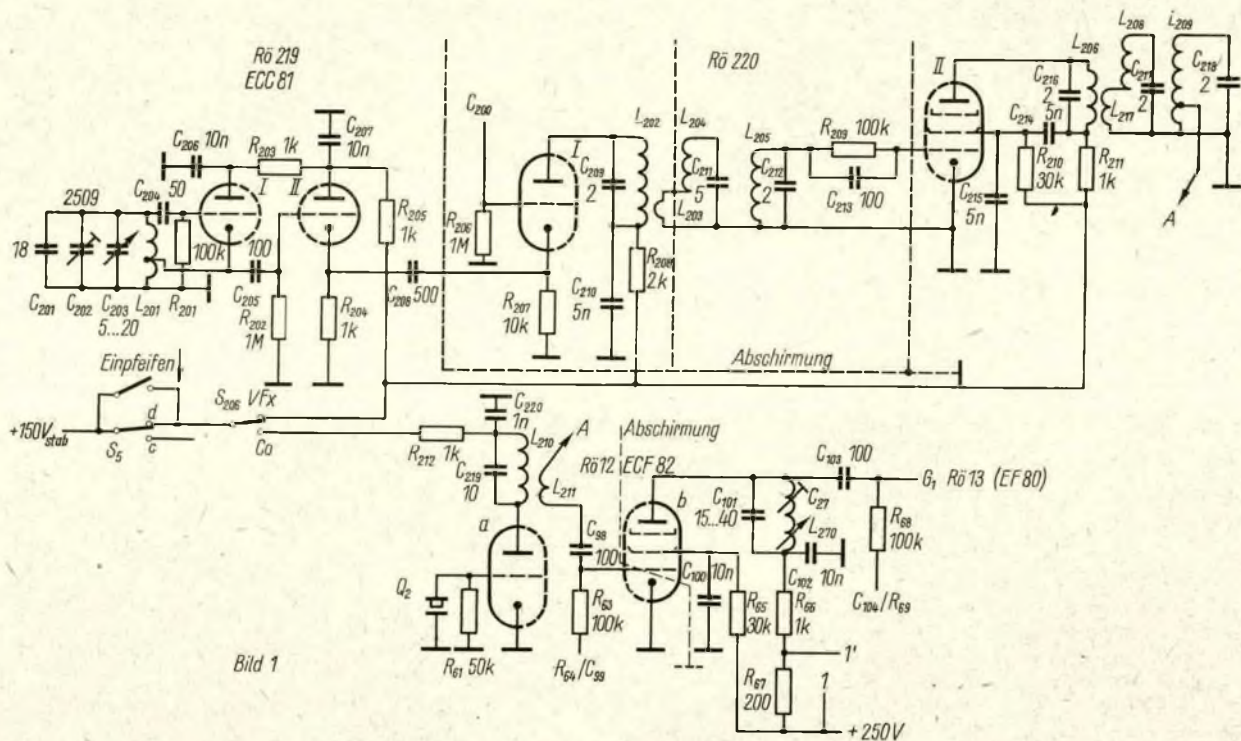 Rö 219
ECC 81
Rö 220
II
L₂₀₆
L₂₀₈
L₂₀₉
C₂₁₈
2
C₂₁₇
2
L₂₁₇
C₂₁₆
2
5n
C₂₁₄
R₂₁₀
30k
R₂₁₁
1k
C₂₁₅
5n
A
C₂₀₀
I
L₂₀₂
L₂₀₄
L₂₀₅
R₂₀₉ 100k
C₂₁₃ 100
C₂₀₉
2
C₂₁₁
5
C₂₁₂
2
L₂₀₃
R₂₀₆
1M
R₂₀₇
10k
C₂₁₀
5n
R₂₀₈
2k
C₂₀₆ 10n
R₂₀₃ 1k
C₂₀₇
10n
C₂₀₄
50
I
II
R₂₀₅
1k
2509
18
100k
100
C₂₀₁ C₂₀₂ C₂₀₃ L₂₀₁ R₂₀₁
5...20
C₂₀₅
R₂₀₂
1M
R₂₀₄
1k
C₂₀₈ 500
Abschirmung
Einpfeifen
+150V stab
S₅
d
c
S₂₀₆ VFx
Co
R₂₁₂ 1k
C₂₂₀
1n
L₂₁₀
A
C₂₁₉
10
L₂₁₁
Abschirmung
Rö12 ECF 82
a
b
C₉₈
100
Q₂
R₆₁ 50k
R₆₃
100k
R₆₄/C₉₉
C₁₀₀ 10n
R₆₅
30k
C₁₀₁
15...40
C₂₇
L₂₇₀
C₁₀₂ 10n
R₆₆
1k
R₆₇
200
1'
1
+250V
C₁₀₃ 100
G₁ Rö 13 (EF 80)
R₆₈
100k
C₁₀₄/R₆₉
Bild 1